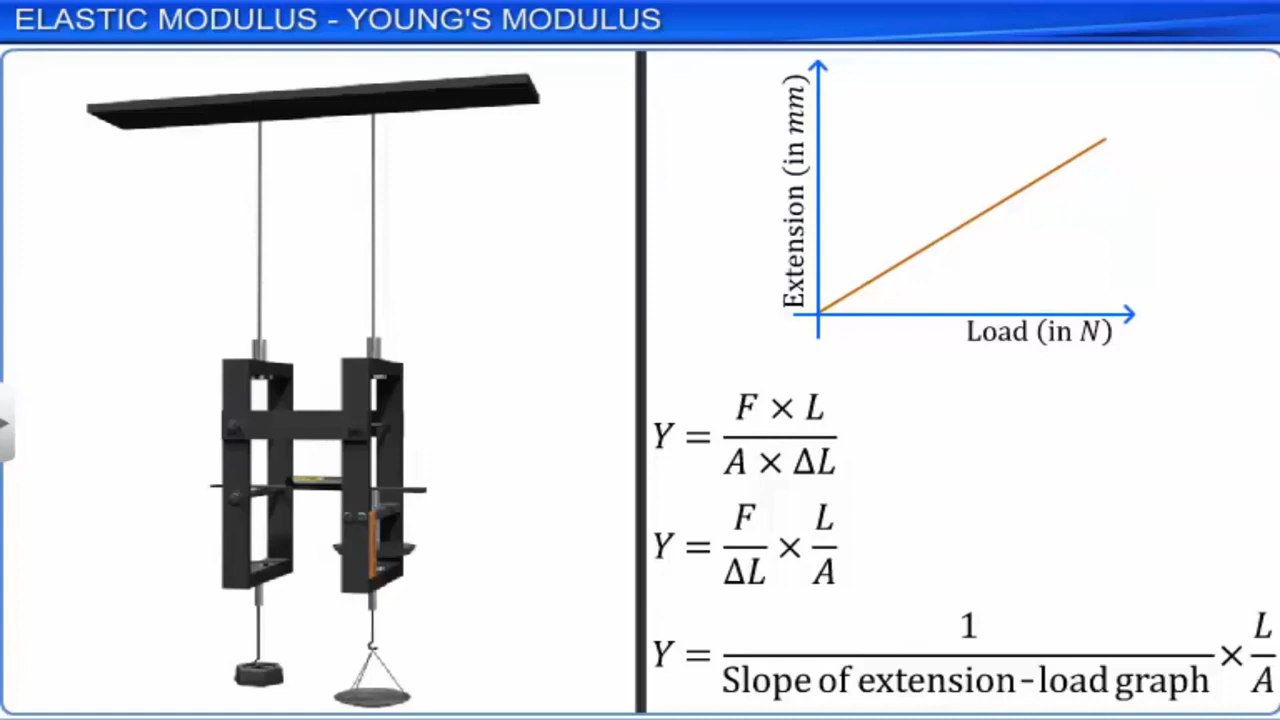 ELASTIC MODULUS - YOUNG'S MODULUS
Extension (in mm)
Load (in N)
Y = F × L / A × ΔL
Y = F / ΔL × L / A
Y = 1 / Slope of extension-load graph × L / A